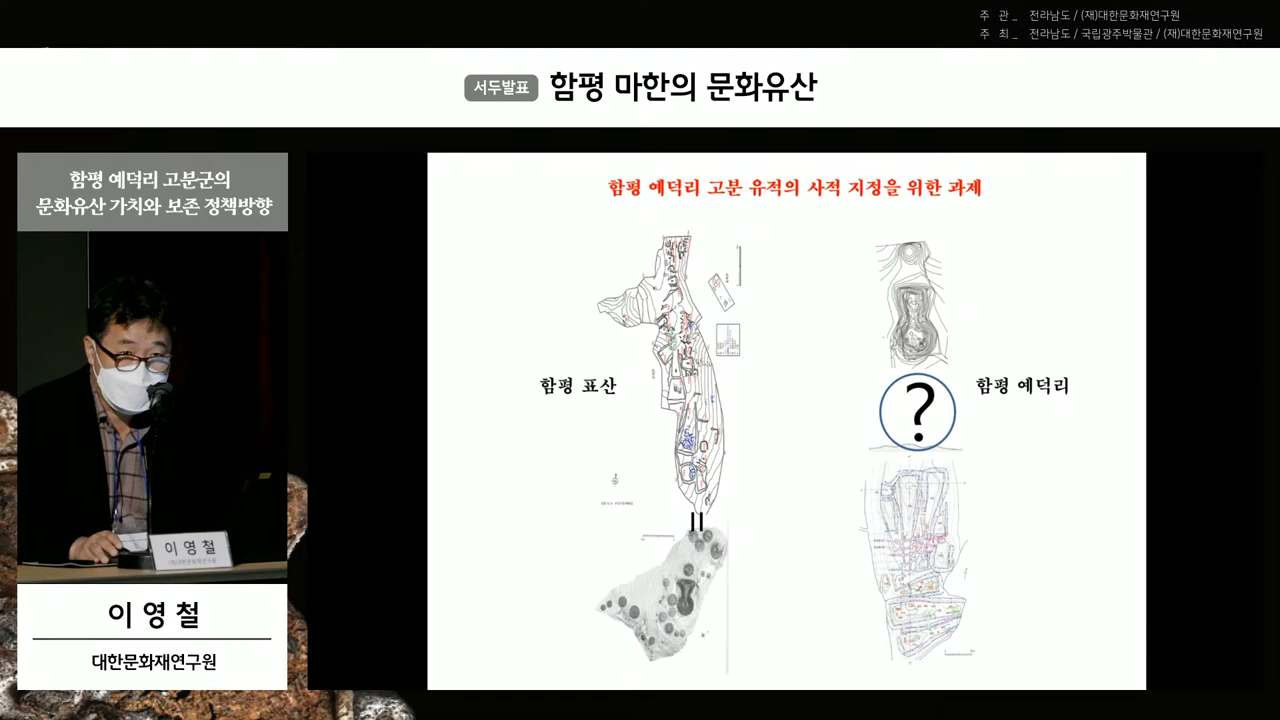 주 관 _ 전라남도 / (재)대한문화재연구원
주 최 _ 전라남도 / 국립광주박물관 / (재)대한문화재연구원
서두발표 함평 마한의 문화유산
함평 예덕리 고분군의
문화유산 가치와 보존 정책방향
함평 예덕리 고분 유적의 사적 지정을 위한 과제
함평 표산
함평 예덕리
?
이 영 철
이 영 철
대한문화재연구원